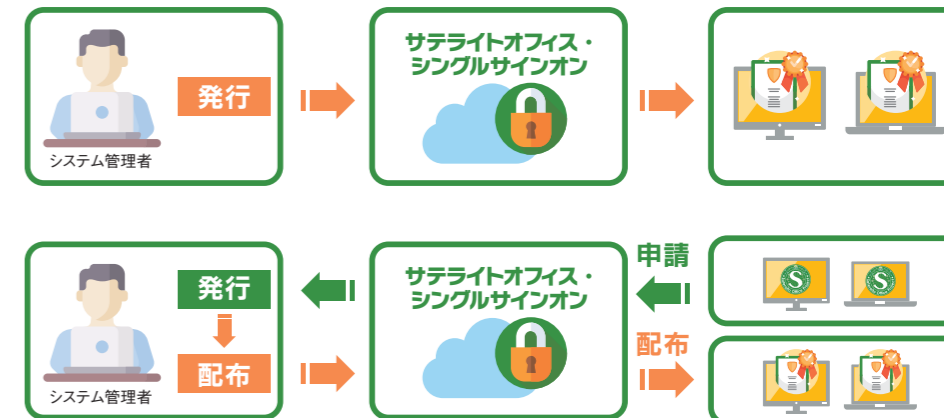 発行
システム管理者
サテライトオフィス・
シングルサインオン
発行
配布
システム管理者
サテライトオフィス・
シングルサインオン
申請
配布
S
S